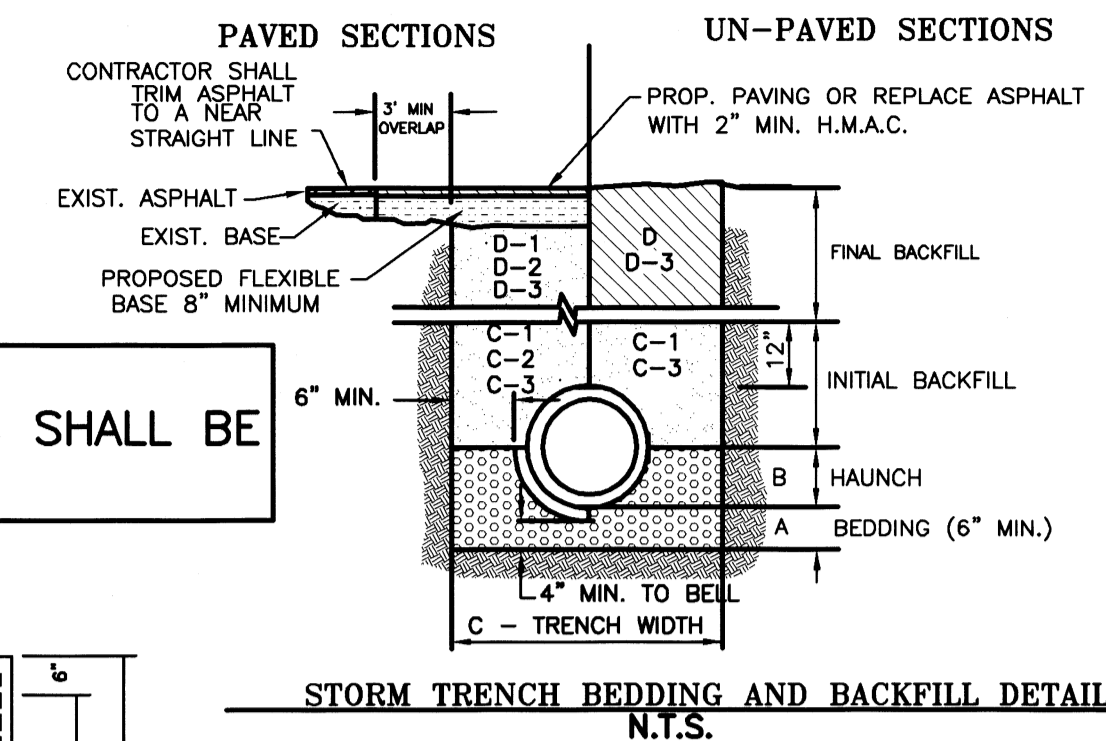 PAVED SECTIONS
UN-PAVED SECTIONS
CONTRACTOR SHALL
TRIM ASPHALT
TO A NEAR
STRAIGHT LINE
3' MIN
OVERLAP
PROP. PAVING OR REPLACE ASPHALT
WITH 2" MIN. H.M.A.C.
EXIST. ASPHALT
EXIST. BASE
PROPOSED FLEXIBLE
BASE 8" MINIMUM
D-1
D-2
D-3
D
D-3
FINAL BACKFILL
C-1
C-2
C-3
C-1
C-3
12"
INITIAL BACKFILL
6" MIN.
SHALL BE
B
HAUNCH
A
BEDDING (6" MIN.)
4" MIN. TO BELL
C - TRENCH WIDTH
6"
STORM TRENCH BEDDING AND BACKFILL DETAIL
N.T.S.